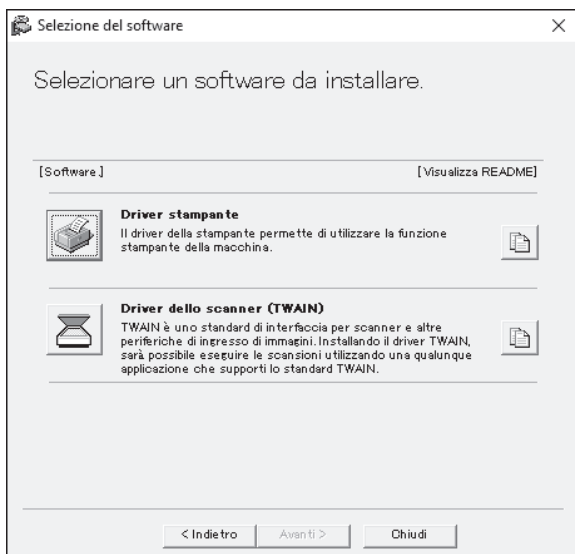 Selezione del software
Selezionare un software da installare.
[Software]
[Visualizza README]
Driver stampante
Il driver della stampante permette di utilizzare la funzione
stampante della macchina.
Driver dello scanner (TWAIN)
TWAIN è uno standard di interfaccia per scanner e altre
periferiche di ingresso di immagini. Installando il driver TWAIN,
sarà possibile eseguire le scansioni utilizzando una qualunque
applicazione che supporti lo standard TWAIN.
< Indietro
Avanti >
Chiudi